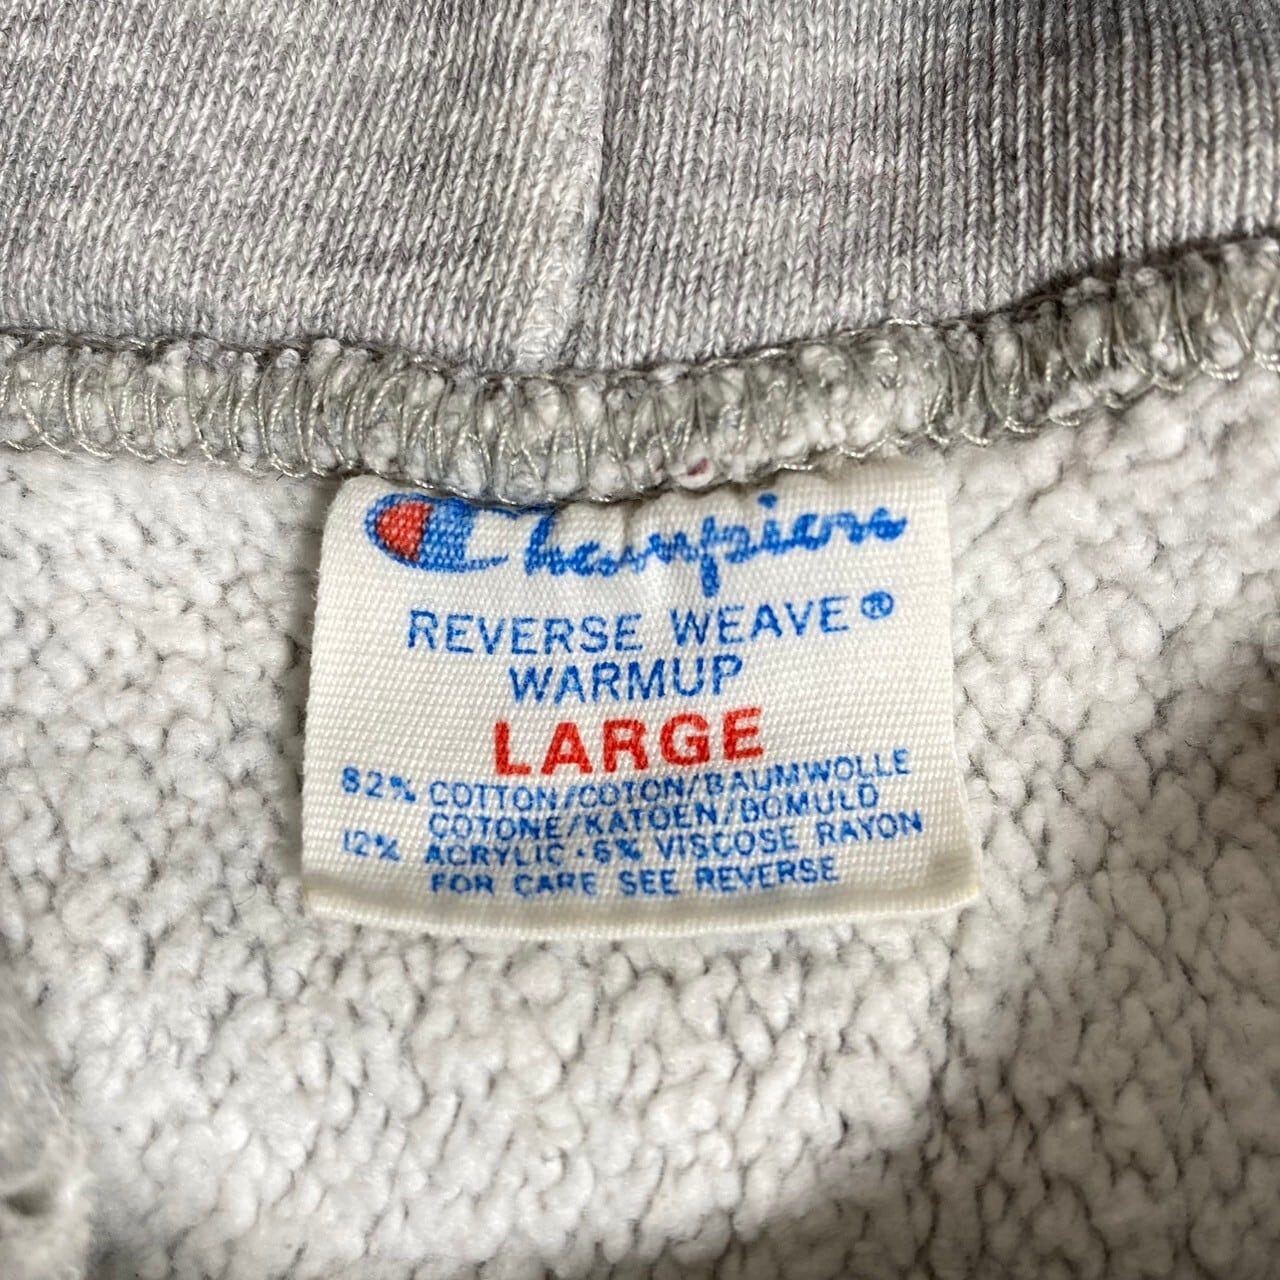 Champion
REVERSE WEAVE®
WARMUP
LARGE
82% COTTON/COTON/BAUMWOLLE
COTONE/KATOEN/BOMULD
12% ACRYLIC · 6% VISCOSE RAYON
FOR CARE SEE REVERSE